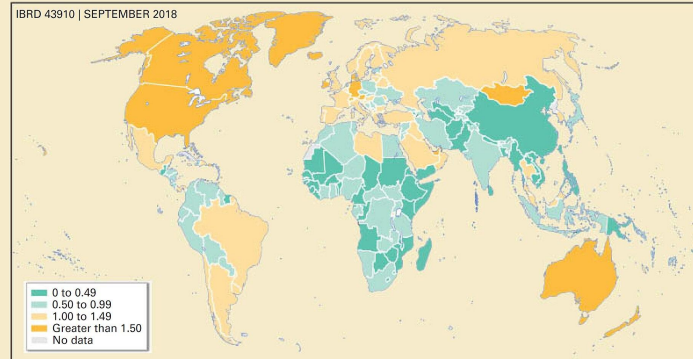 IBRD 43910 | SEPTEMBER 2018
0 to 0.49
0.50 to 0.99
1.00 to 1.49
Greater than 1.50
No data